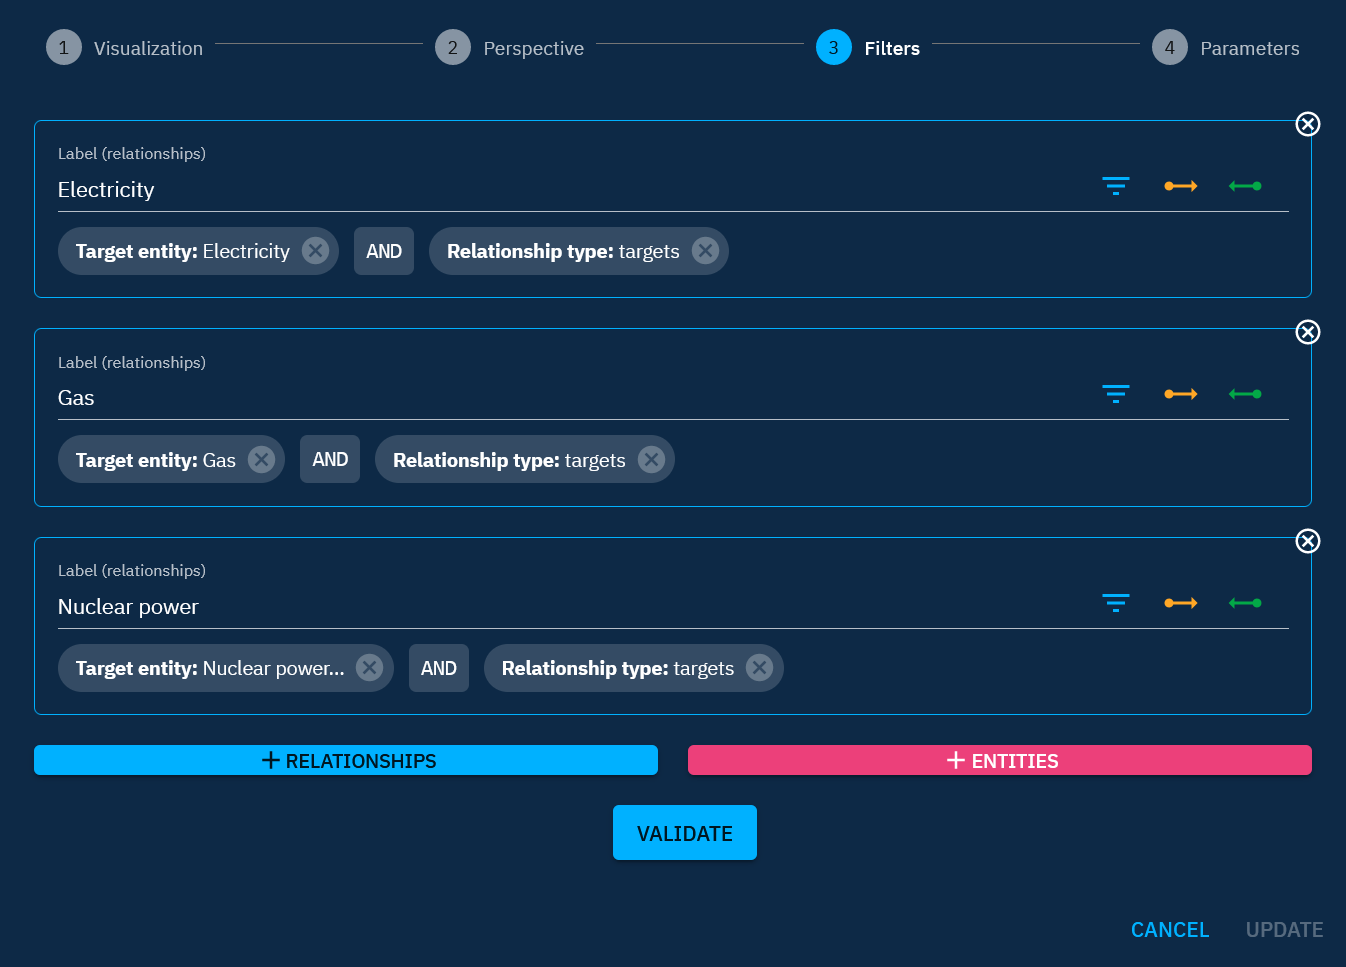 1 Visualization 2 Perspective 3 Filters 4 Parameters
Label (relationships)
Electricity
Target entity: Electricity AND Relationship type: targets
Label (relationships)
Gas
Target entity: Gas AND Relationship type: targets
Label (relationships)
Nuclear power
Target entity: Nuclear power... AND Relationship type: targets
+ RELATIONSHIPS + ENTITIES
VALIDATE
CANCEL UPDATE